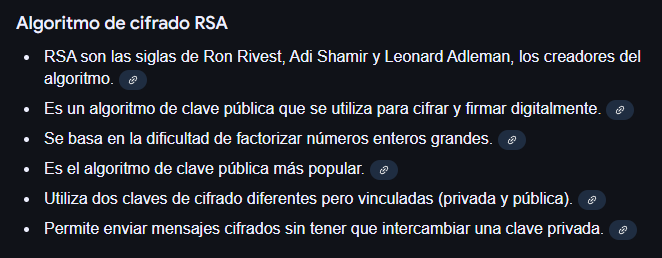 Algoritmo de cifrado RSA
• RSA son las siglas de Ron Rivest, Adi Shamir y Leonard Adleman, los creadores del
algoritmo.
• Es un algoritmo de clave pública que se utiliza para cifrar y firmar digitalmente.
• Se basa en la dificultad de factorizar números enteros grandes.
• Es el algoritmo de clave pública más popular.
• Utiliza dos claves de cifrado diferentes pero vinculadas (privada y pública).
• Permite enviar mensajes cifrados sin tener que intercambiar una clave privada.